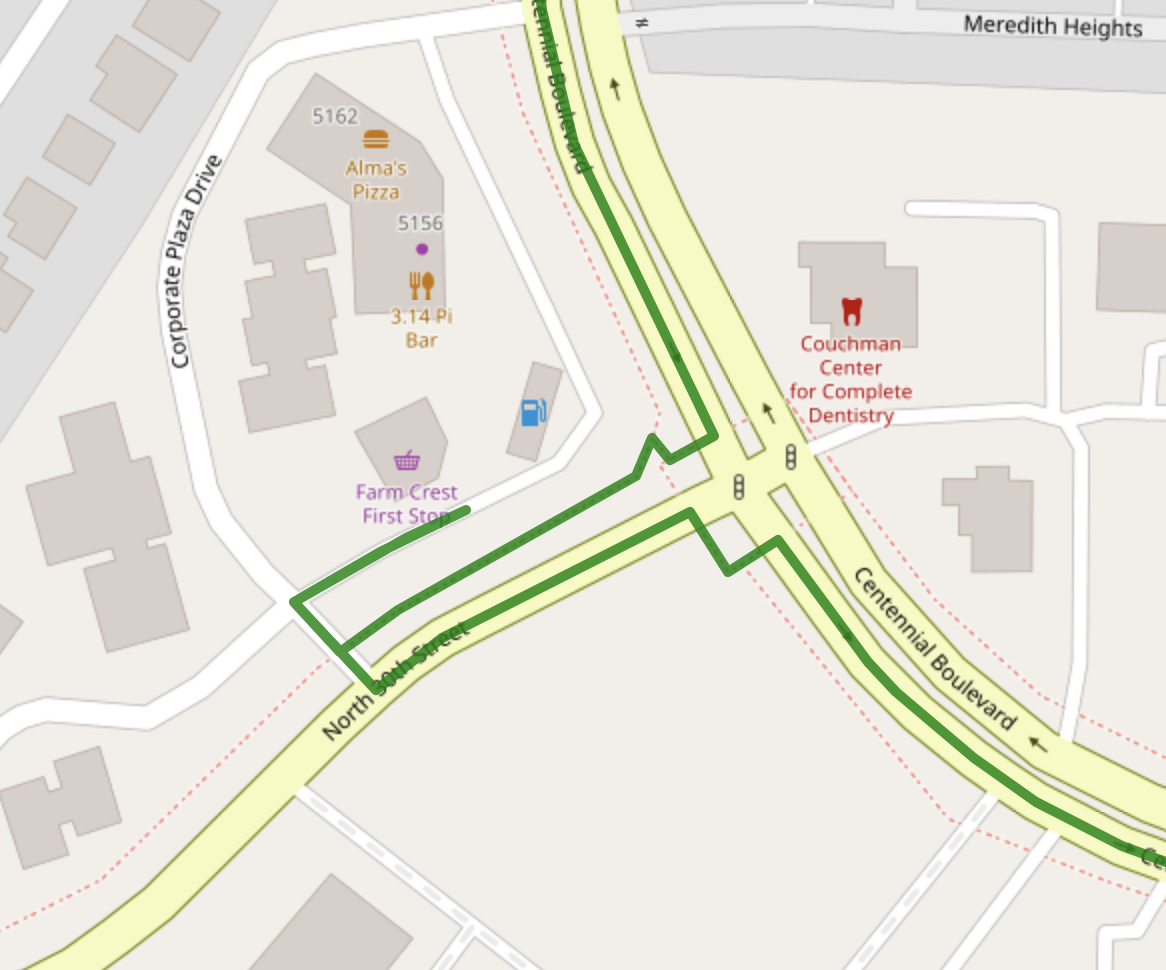 Meredith Heights
5162
Alma's
Pizza
5156
3.14 Pi
Bar
Corporate Plaza Drive
Boulevard
Couchman
Center
for Complete
Dentistry
Farm Crest
First Stop
North 30th Street
Centennial Boulevard